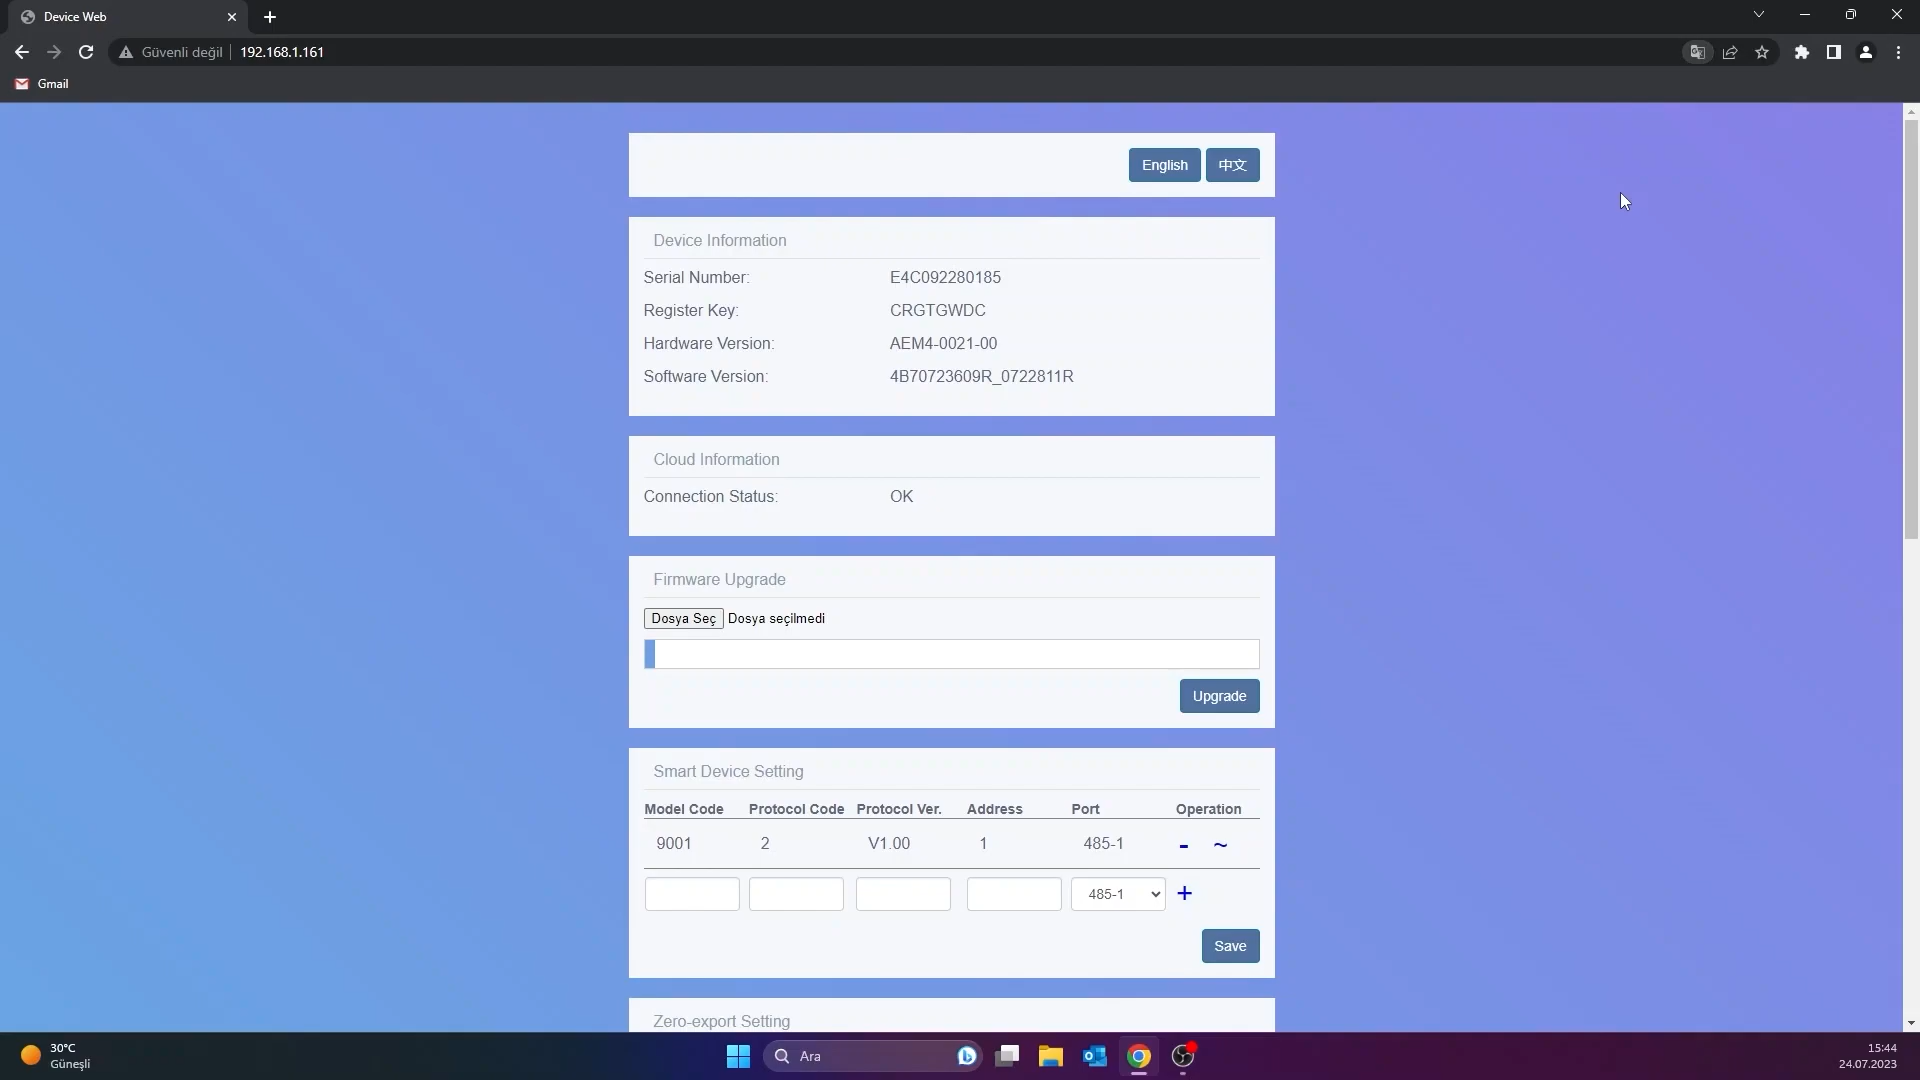 Device Web
Güvenli değil
192.168.1.161
Gmail
English 中文
Device Information
Serial Number: E4C092280185
Register Key: CRGTGWDC
Hardware Version: AEM4-0021-00
Software Version: 4B70723609R_0722811R
Cloud Information
Connection Status: OK
Firmware Upgrade
Dosya Seç Dosya seçilmedi
Upgrade
Smart Device Setting
Model Code Protocol Code Protocol Ver. Address Port Operation
9001 2 V1.00 1 485-1 - ~
485-1 +
Save
Zero-export Setting
30°C
Güneşli
Ara
15:44
24.07.2023